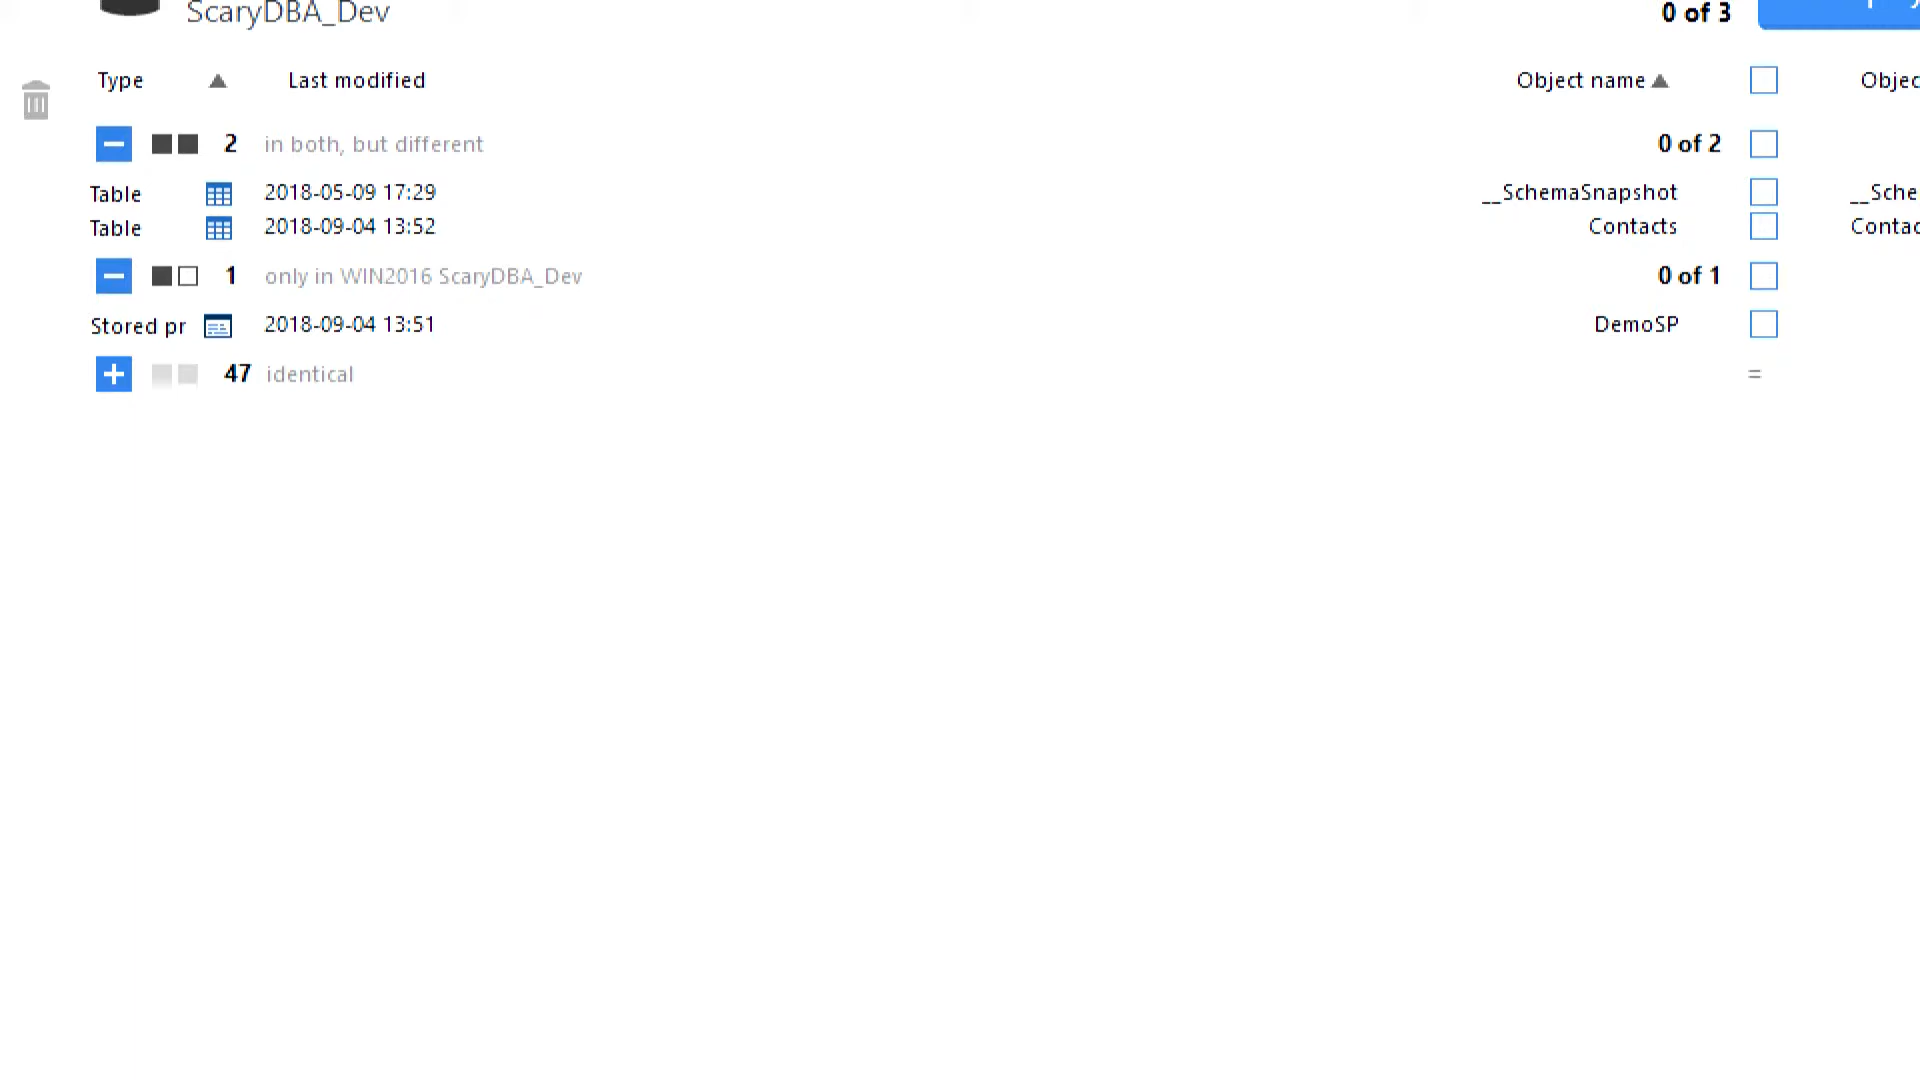 ScaryDBA_Dev 0 of 3
Type Last modified Object name
2 in both, but different 0 of 2
Table 2018-05-09 17:29 __SchemaSnapshot __Sche
Table 2018-09-04 13:52 Contacts Contac
1 only in WIN2016 ScaryDBA_Dev 0 of 1
Stored pr 2018-09-04 13:51 DemoSP
47 identical =